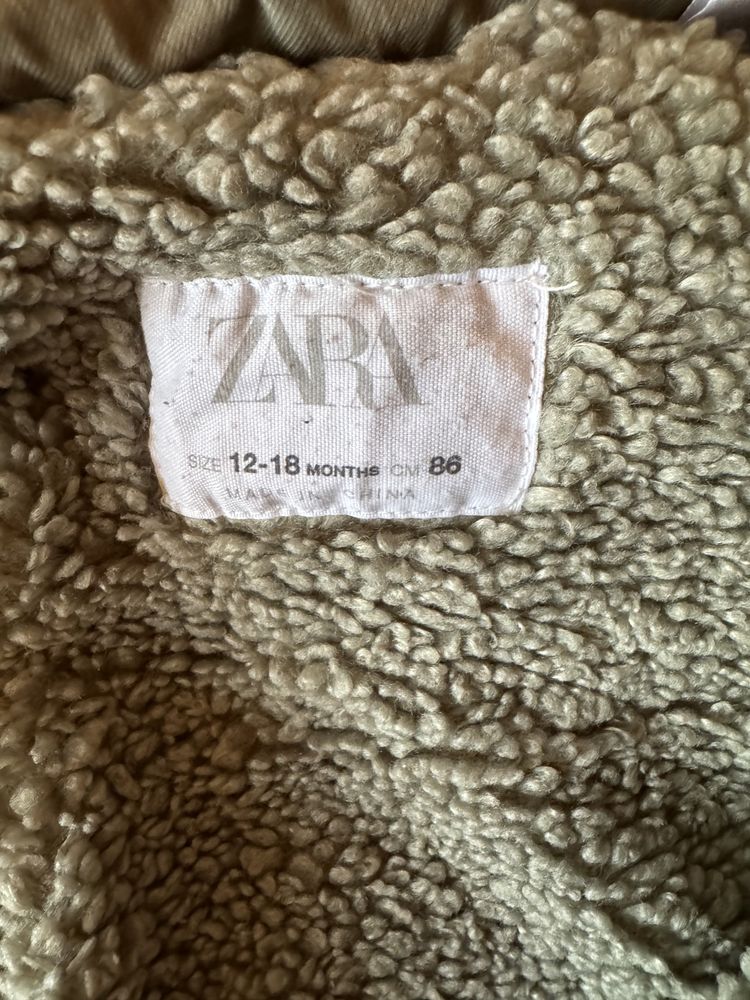 ZARA
SIZE 12-18 MONTHS CM 86
MADE IN CHINA